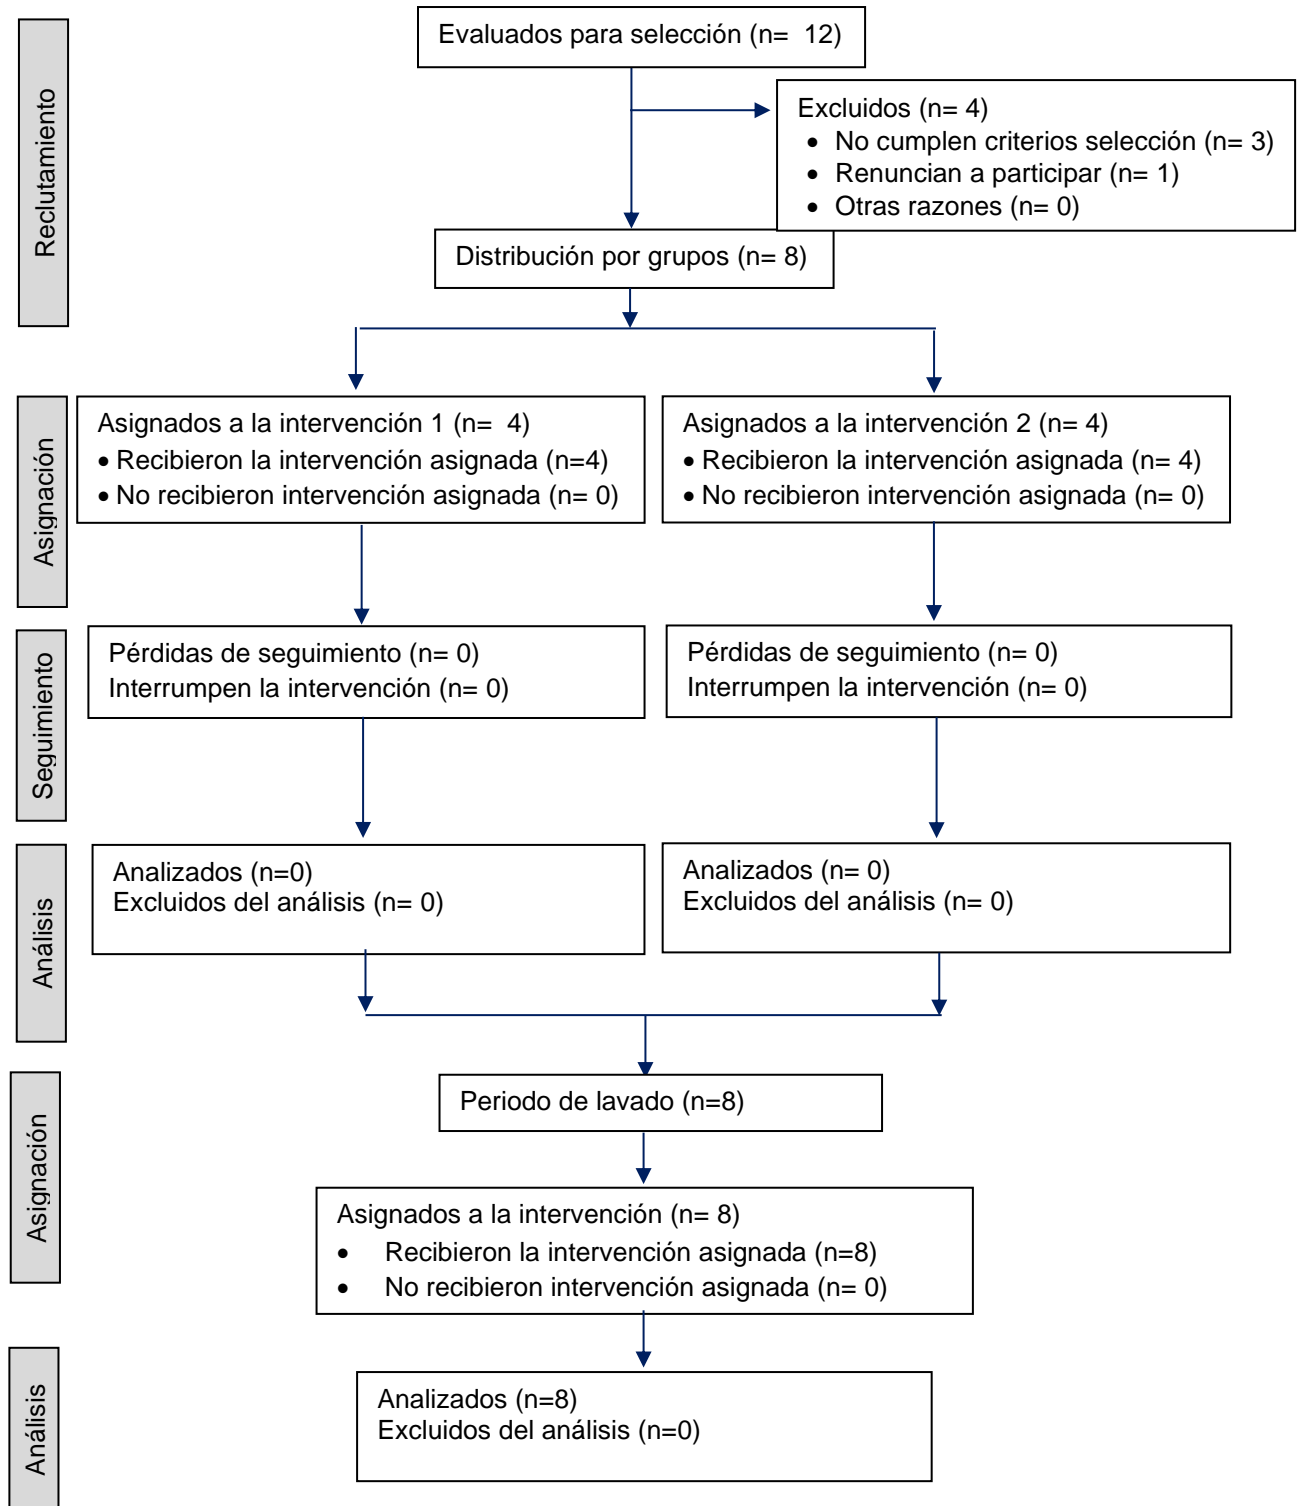 Reclutamiento
Evaluados para selección (n=  12)
Excluidos (n= 4)
• No cumplen criterios selección (n= 3)
• Renuncian a participar (n= 1)
• Otras razones (n= 0)
Distribución por grupos (n= 8)
Asignación
Asignados a la intervención 1 (n=  4)
• Recibieron la intervención asignada (n=4)
• No recibieron intervención asignada (n= 0)
Asignados a la intervención 2 (n= 4)
• Recibieron la intervención asignada (n= 4)
• No recibieron intervención asignada (n= 0)
Seguimiento
Pérdidas de seguimiento (n= 0)
Interrumpen la intervención (n= 0)
Pérdidas de seguimiento (n= 0)
Interrumpen la intervención (n= 0)
Análisis
Analizados (n=0)
Excluidos del análisis (n= 0)
Analizados (n= 0)
Excluidos del análisis (n= 0)
Asignación
Periodo de lavado (n=8)
Asignados a la intervención (n= 8)
• Recibieron la intervención asignada (n=8)
• No recibieron intervención asignada (n= 0)
Análisis
Analizados (n=8)
Excluidos del análisis (n=0)